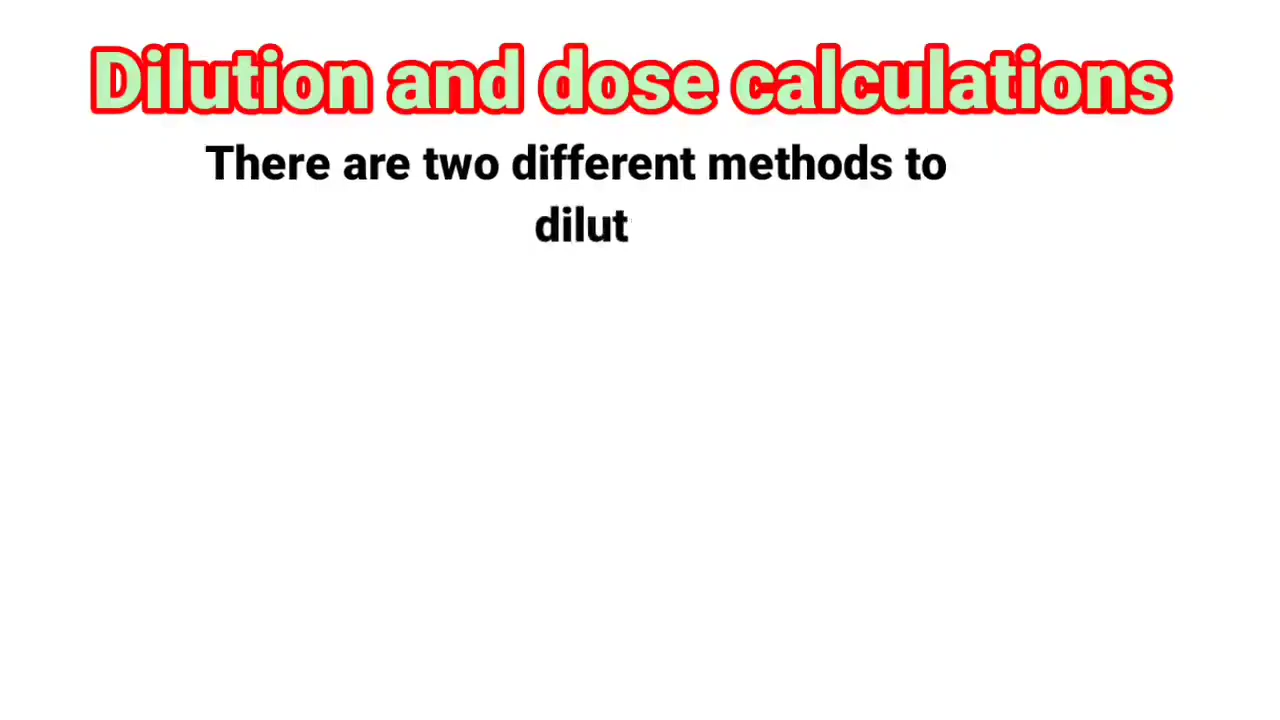 Dilution and dose calculations
There are two different methods to
dilut